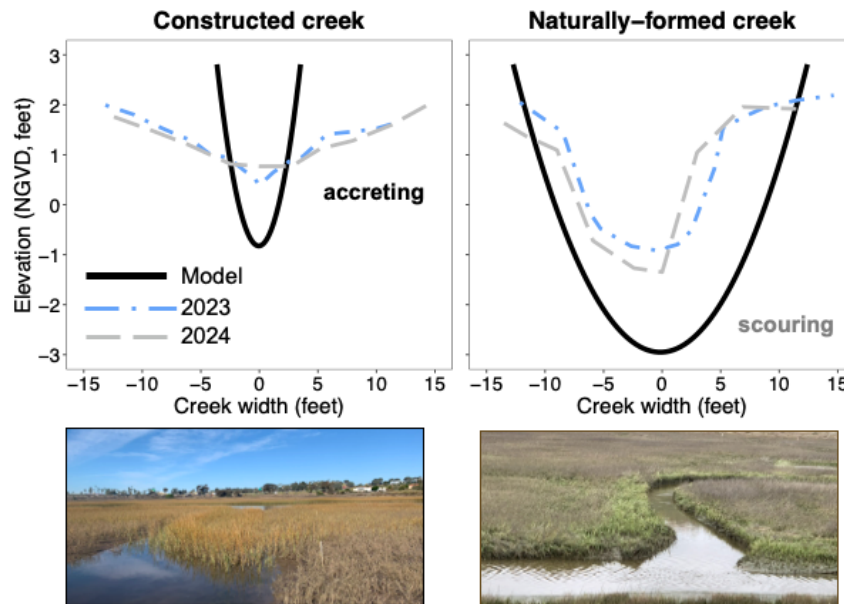 Constructed creek
Naturally−formed creek
Elevation (NGVD, feet)
3
2
1
0
−1
−2
−3
accreting
Model
2023
2024
scouring
−15 −10 −5 0 5 10 15
−15 −10 −5 0 5 10 15
Creek width (feet)
Creek width (feet)